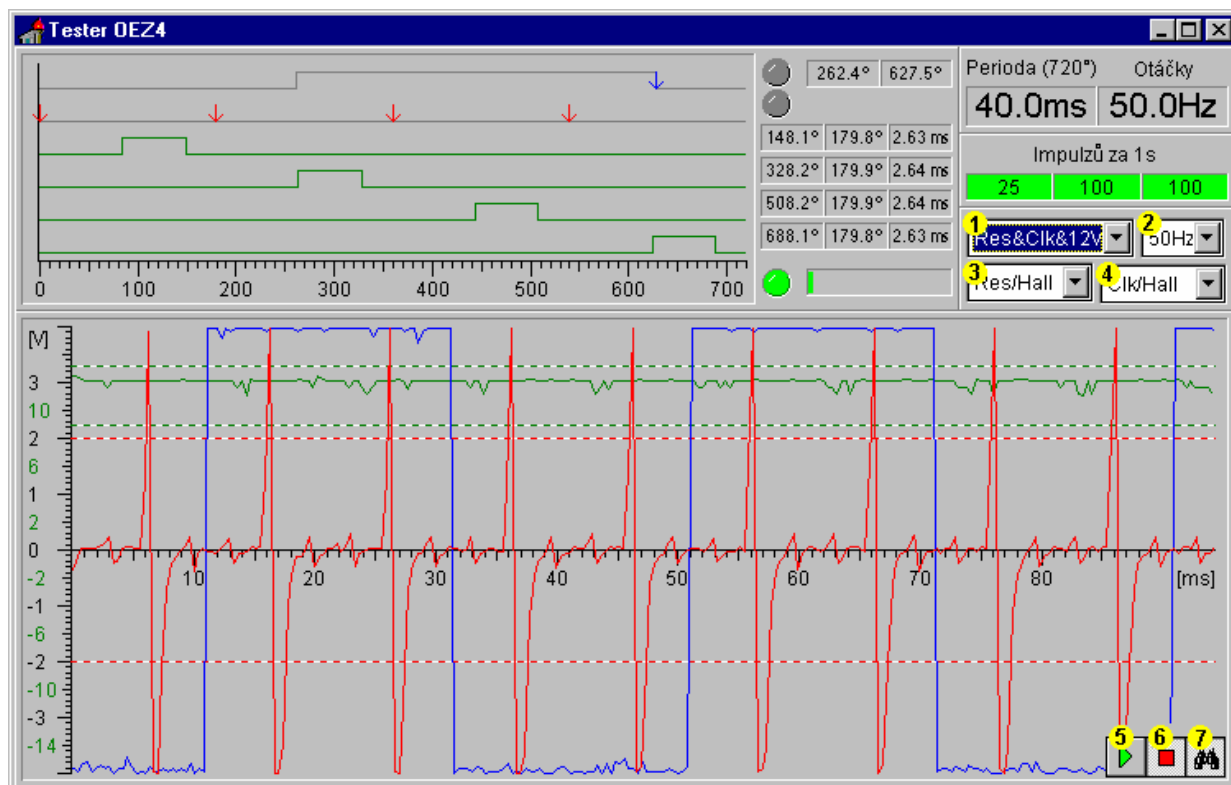 Tester OEZ4
262.4° 627.5°
148.1° 179.8° 2.63 ms
328.2° 179.9° 2.64 ms
508.2° 179.9° 2.64 ms
688.1° 179.8° 2.63 ms
0 100 200 300 400 500 600 700
Perioda (720°) Otáčky
40.0ms 50.0Hz
Impulzů za 1s
25 100 100
1 2
Res&Clk&12V 50Hz
3 4
Res/Hall Clk/Hall
[V]
3
10
2
6
1
2
0
10 20 30 40 50 60 70 80 [ms]
-2
-1
-6
-2
-10
-3
-14
5 6 7